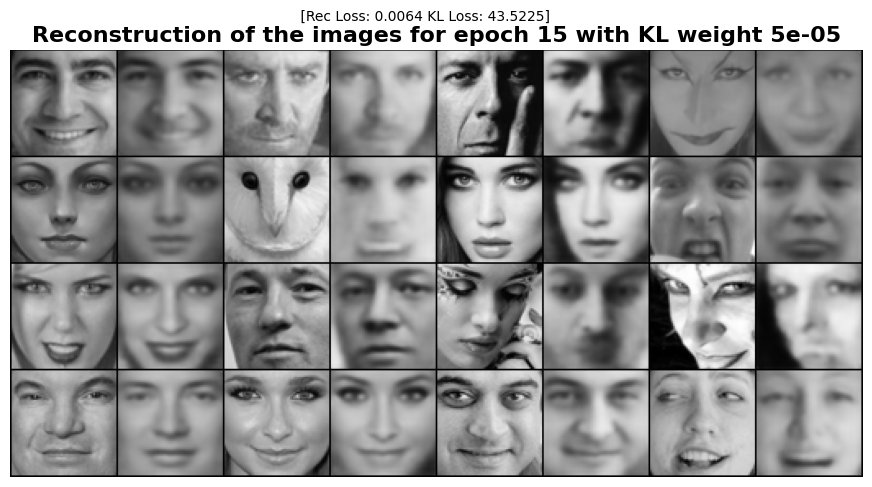 [Rec Loss: 0.0064 KL Loss: 43.5225]
Reconstruction of the images for epoch 15 with KL weight 5e-05